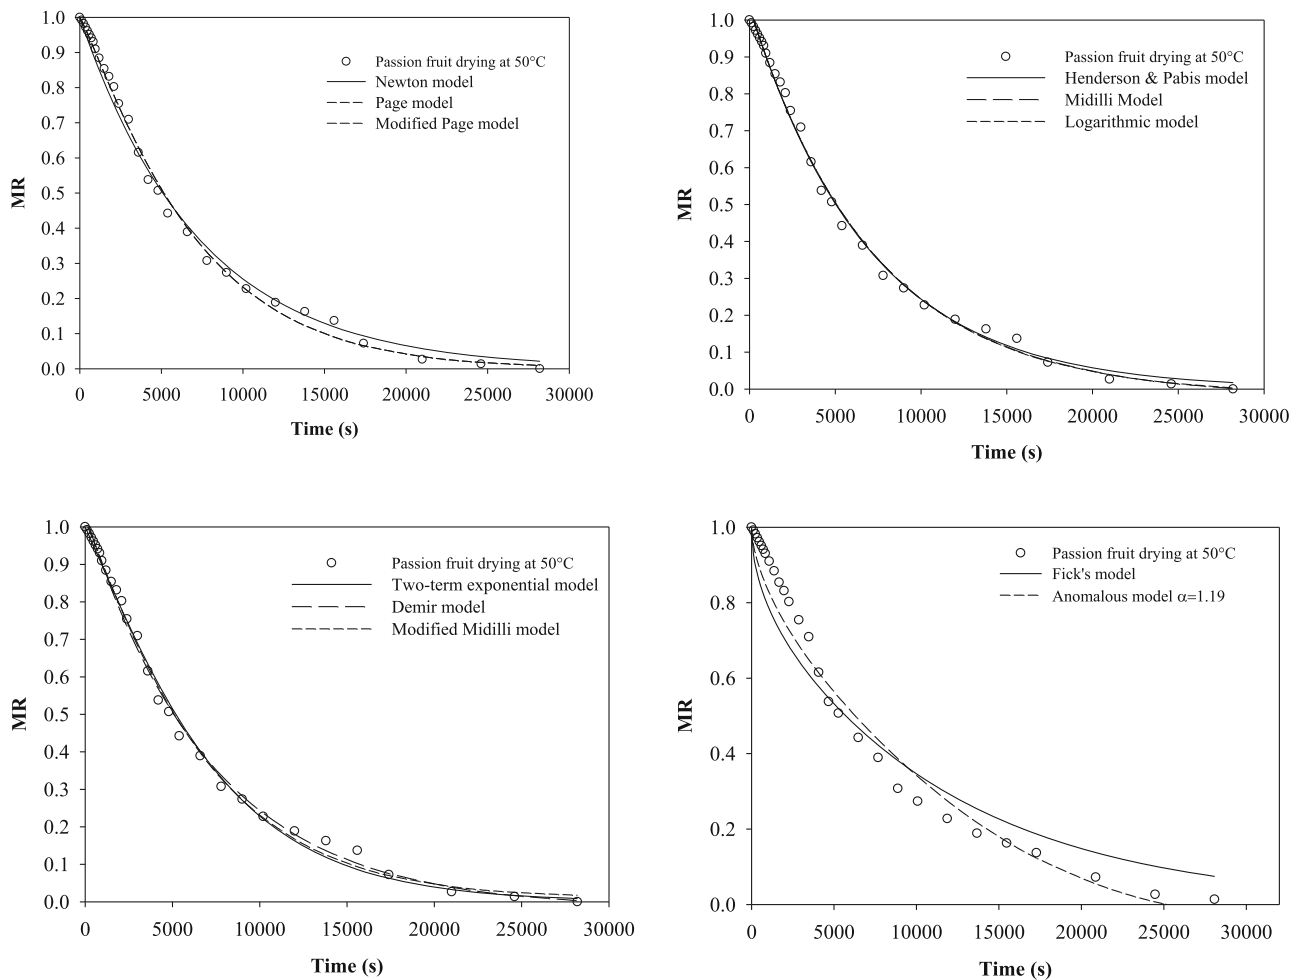 1.0
0.9
0.8
0.7
0.6
0.5
0.4
0.3
0.2
0.1
0.0
MR
Passion fruit drying at 50°C
Newton model
Page model
Modified Page model
0 5000 10000 15000 20000 25000 30000
Time (s)
1.0
0.9
0.8
0.7
0.6
0.5
0.4
0.3
0.2
0.1
0.0
MR
Passion fruit drying at 50°C
Henderson & Pabis model
Midilli Model
Logarithmic model
0 5000 10000 15000 20000 25000 30000
Time (s)
1.0
0.9
0.8
0.7
0.6
0.5
0.4
0.3
0.2
0.1
0.0
MR
Passion fruit drying at 50°C
Two-term exponential model
Demir model
Modified Midilli model
0 5000 10000 15000 20000 25000 30000
Time (s)
1.0
0.8
0.6
0.4
0.2
0.0
MR
Passion fruit drying at 50°C
Fick's model
Anomalous model α=1.19
0 5000 10000 15000 20000 25000 30000
Time (s)